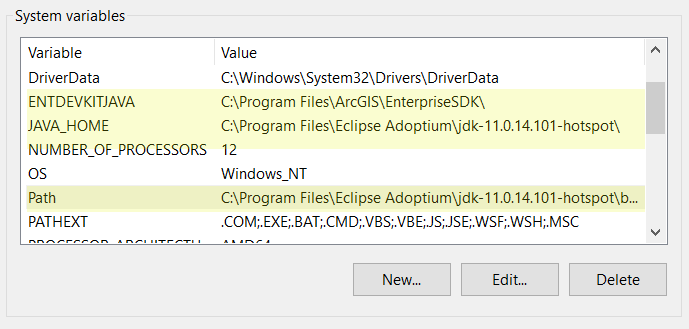 System variables
Variable Value
DriverData C:\Windows\System32\Drivers\DriverData
ENTDEVKITJAVA C:\Program Files\ArcGIS\EnterpriseSDK\
JAVA_HOME C:\Program Files\Eclipse Adoptium\jdk-11.0.14.101-hotspot\
NUMBER_OF_PROCESSORS 12
OS Windows_NT
Path C:\Program Files\Eclipse Adoptium\jdk-11.0.14.101-hotspot\b...
PATHEXT .COM;.EXE;.BAT;.CMD;.VBS;.VBE;.JS;.JSE;.WSF;.WSH;.MSC
PROCESSOR_ARCHITECTU AMD64
New... Edit... Delete